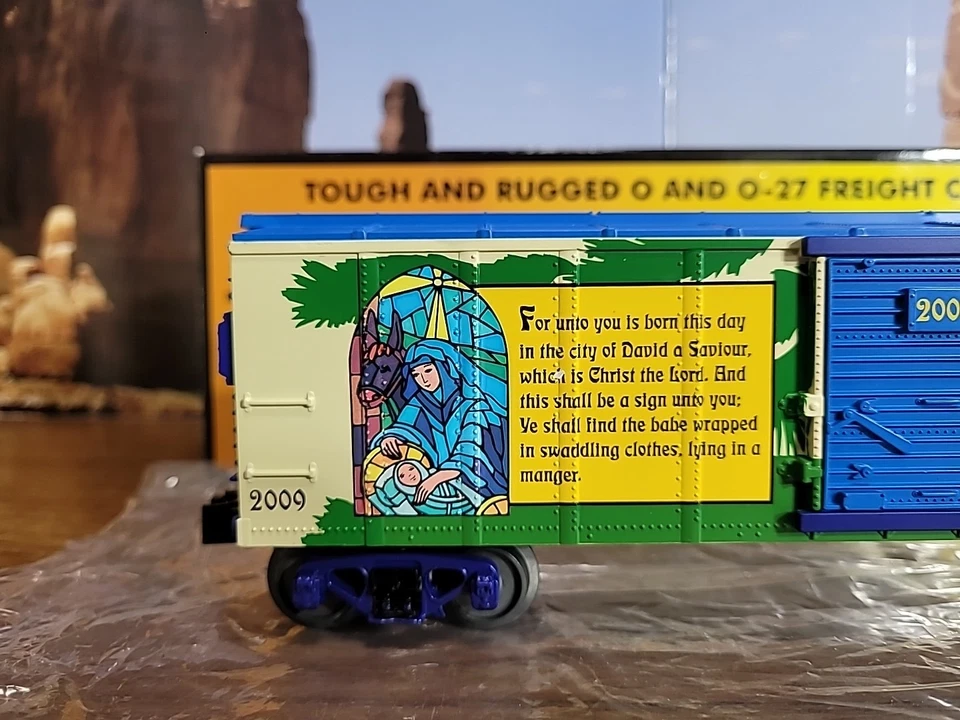 TOUGH AND RUGGED O AND O-27 FREIGHT
For unto you is born this day
in the city of David a Saviour,
which is Christ the Lord. And
this shall be a sign unto you;
Ye shall find the babe wrapped
in swaddling clothes, lying in a
manger.
200
2009